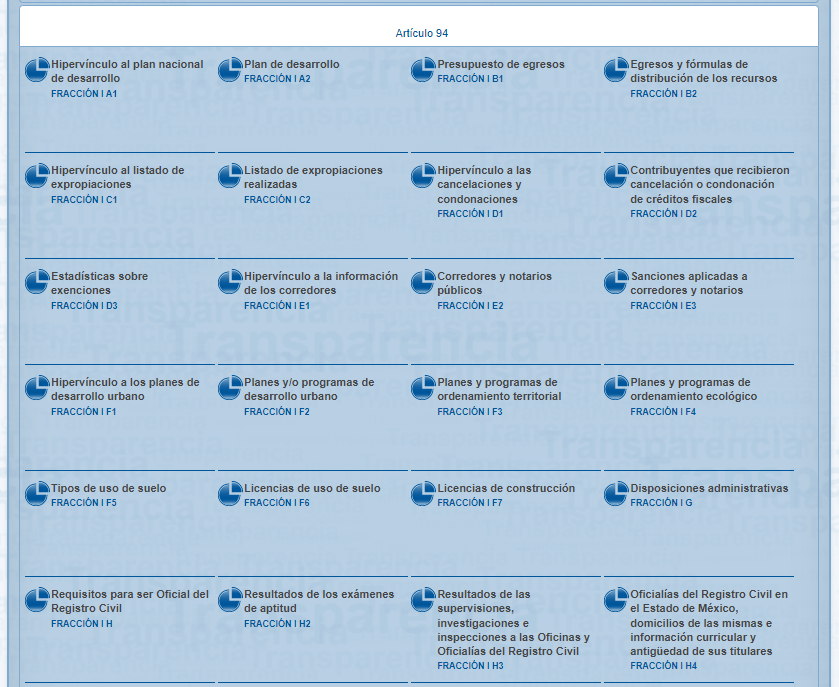 Artículo 94
Hipervínculo al plan nacional
de desarrollo
FRACCIÓN I A1
Plan de desarrollo
FRACCIÓN I A2
Presupuesto de egresos
FRACCIÓN I B1
Egresos y fórmulas de
distribución de los recursos
FRACCIÓN I B2
Hipervínculo al listado de
expropiaciones
FRACCIÓN I C1
Listado de expropiaciones
realizadas
FRACCIÓN I C2
Hipervínculo a las
cancelaciones y
condonaciones
FRACCIÓN I D1
Contribuyentes que recibieron
cancelación o condonación
de créditos fiscales
FRACCIÓN I D2
Estadísticas sobre
exenciones
FRACCIÓN I D3
Hipervínculo a la información
de los corredores
FRACCIÓN I E1
Corredores y notarios
públicos
FRACCIÓN I E2
Sanciones aplicadas a
corredores y notarios
FRACCIÓN I E3
Hipervínculo a los planes de
desarrollo urbano
FRACCIÓN I F1
Planes y/o programas de
desarrollo urbano
FRACCIÓN I F2
Planes y programas de
ordenamiento territorial
FRACCIÓN I F3
Planes y programas de
ordenamiento ecológico
FRACCIÓN I F4
Tipos de uso de suelo
FRACCIÓN I F5
Licencias de uso de suelo
FRACCIÓN I F6
Licencias de construcción
FRACCIÓN I F7
Disposiciones administrativas
FRACCIÓN I G
Requisitos para ser Oficial del
Registro Civil
FRACCIÓN I H
Resultados de los exámenes
de aptitud
FRACCIÓN I H2
Resultados de las
supervisiones,
investigaciones e
inspecciones a las Oficinas y
Oficialías del Registro Civil
FRACCIÓN I H3
Oficialías del Registro Civil en
el Estado de México,
domicilios de las mismas e
información curricular y
antigüedad de sus titulares
FRACCIÓN I H4